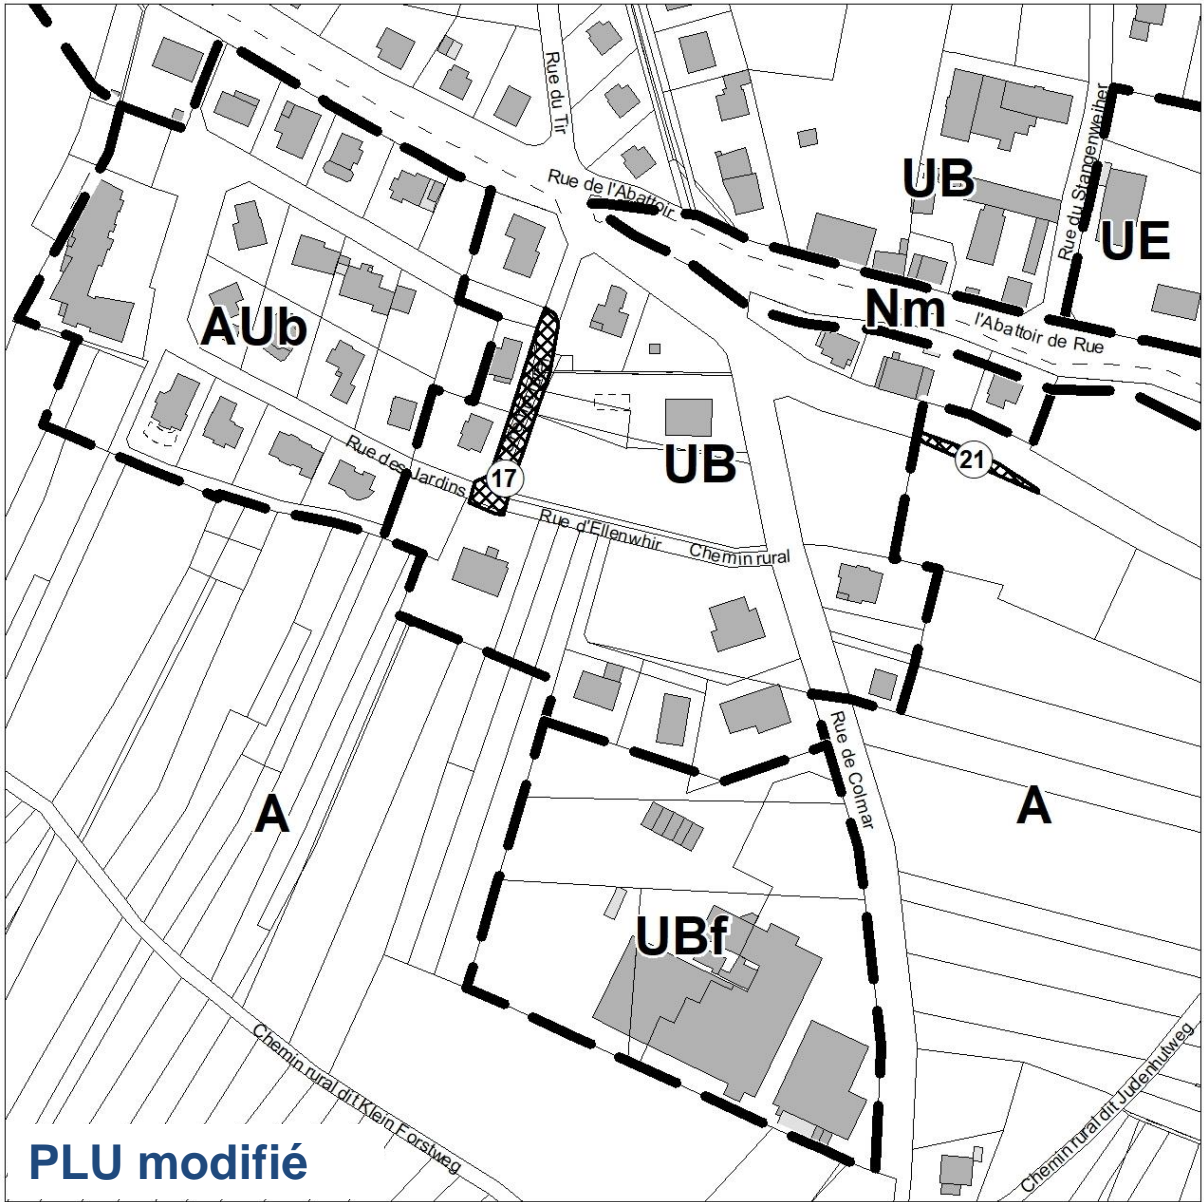 Rue du Tir
Rue du Stangenweiher
Rue de l'Abattoir
UB
UE
Nm
l'Abattoir de Rue
AUb
UB
21
17
Rue des Jardins
Rue d'Ellenwhir
Chemin rural
Rue de Colmar
A
A
UBf
Chemin rural dit Klein Forstweg
Chemin rural dit Judenhutweg
PLU modifié